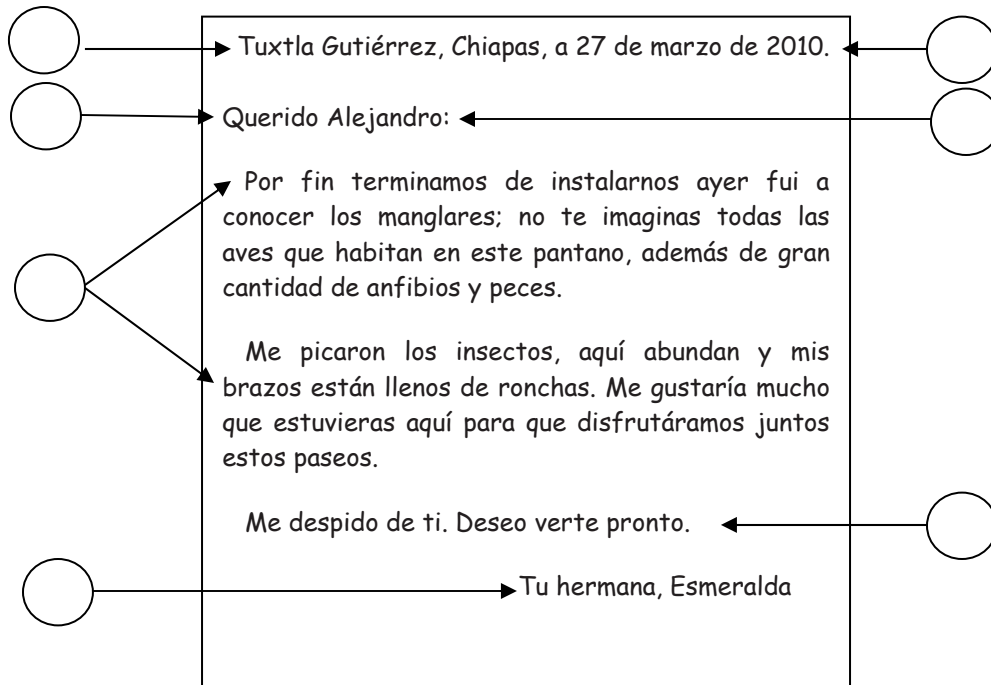 Tuxtla Gutiérrez, Chiapas, a 27 de marzo de 2010.
Querido Alejandro:
Por fin terminamos de instalarnos ayer fui a
conocer los manglares; no te imaginas todas las
aves que habitan en este pantano, además de gran
cantidad de anfibios y peces.
Me picaron los insectos, aquí abundan y mis
brazos están llenos de ronchas. Me gustaría mucho
que estuvieras aquí para que disfrutáramos juntos
estos paseos.
Me despido de ti. Deseo verte pronto.
Tu hermana, Esmeralda